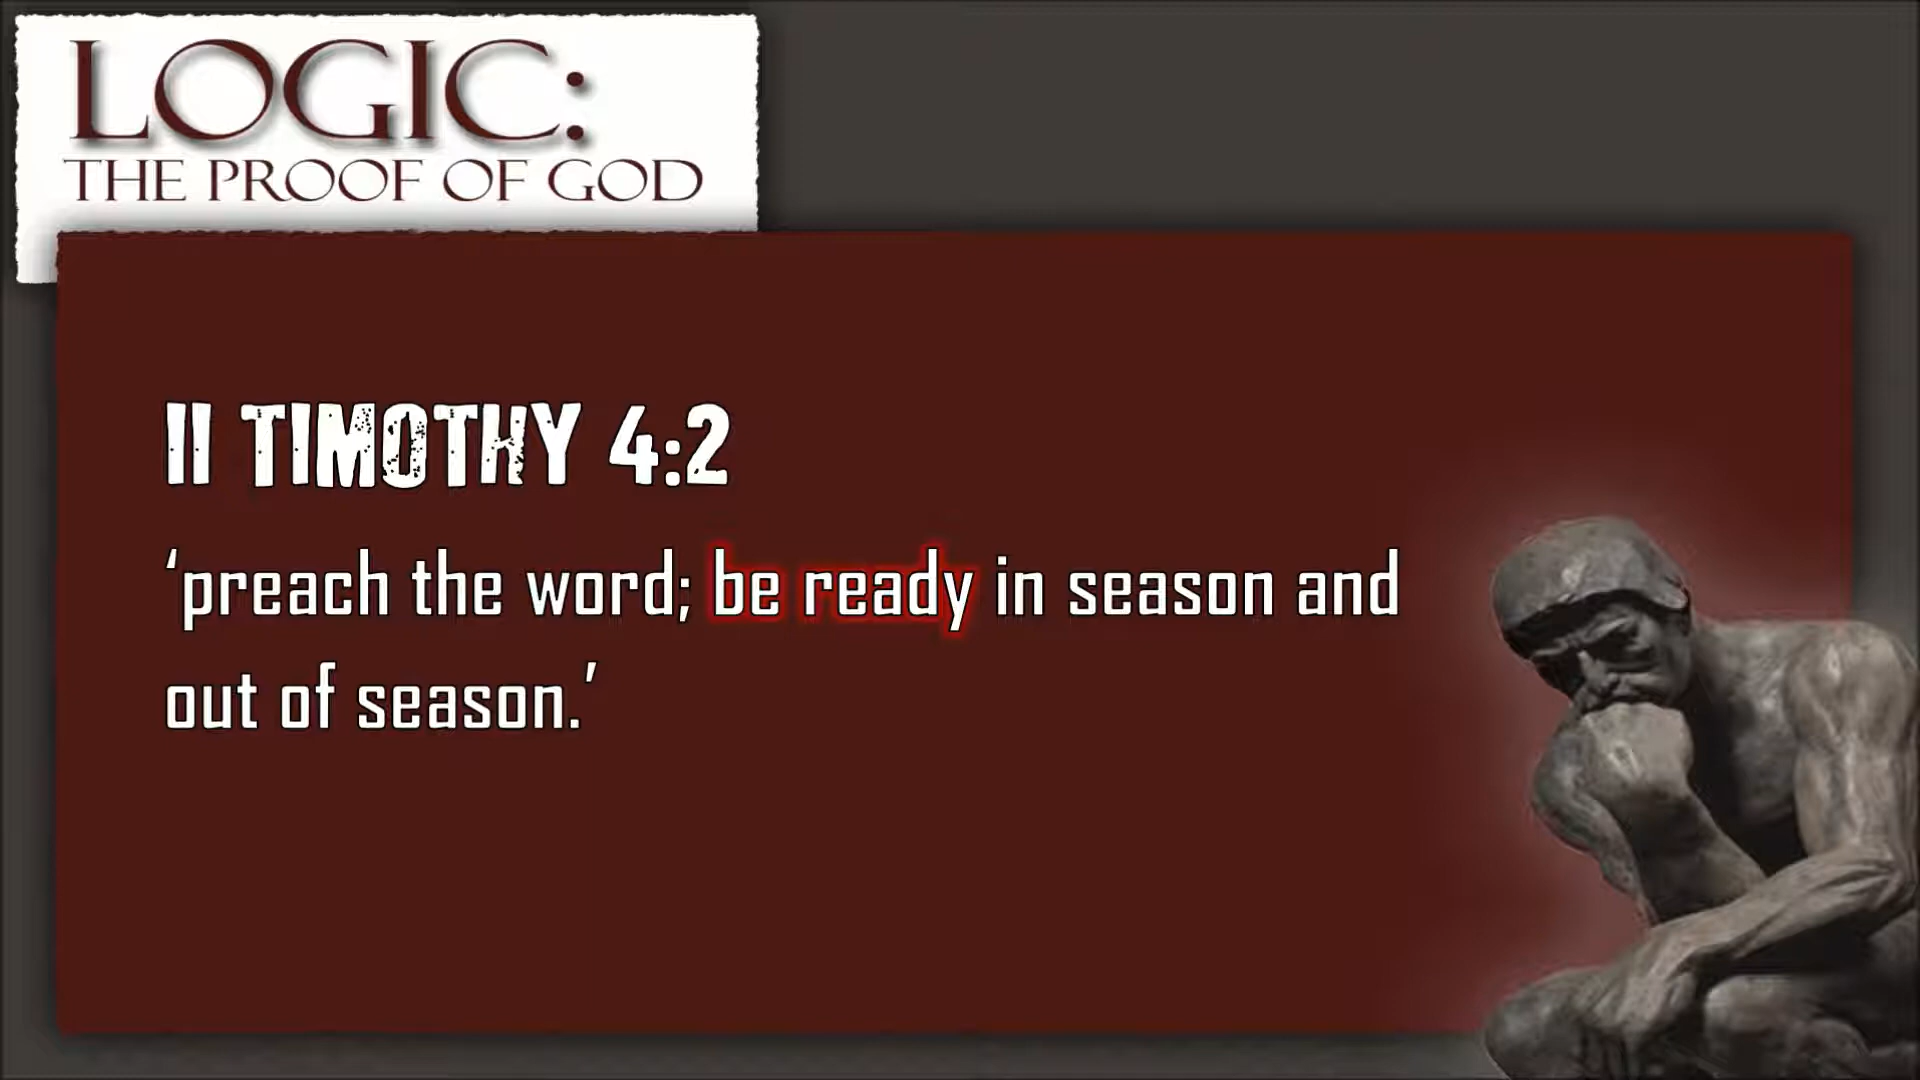 LOGIC:
THE PROOF OF GOD
II TIMOTHY 4:2
‘preach the word; be ready in season and
out of season.’